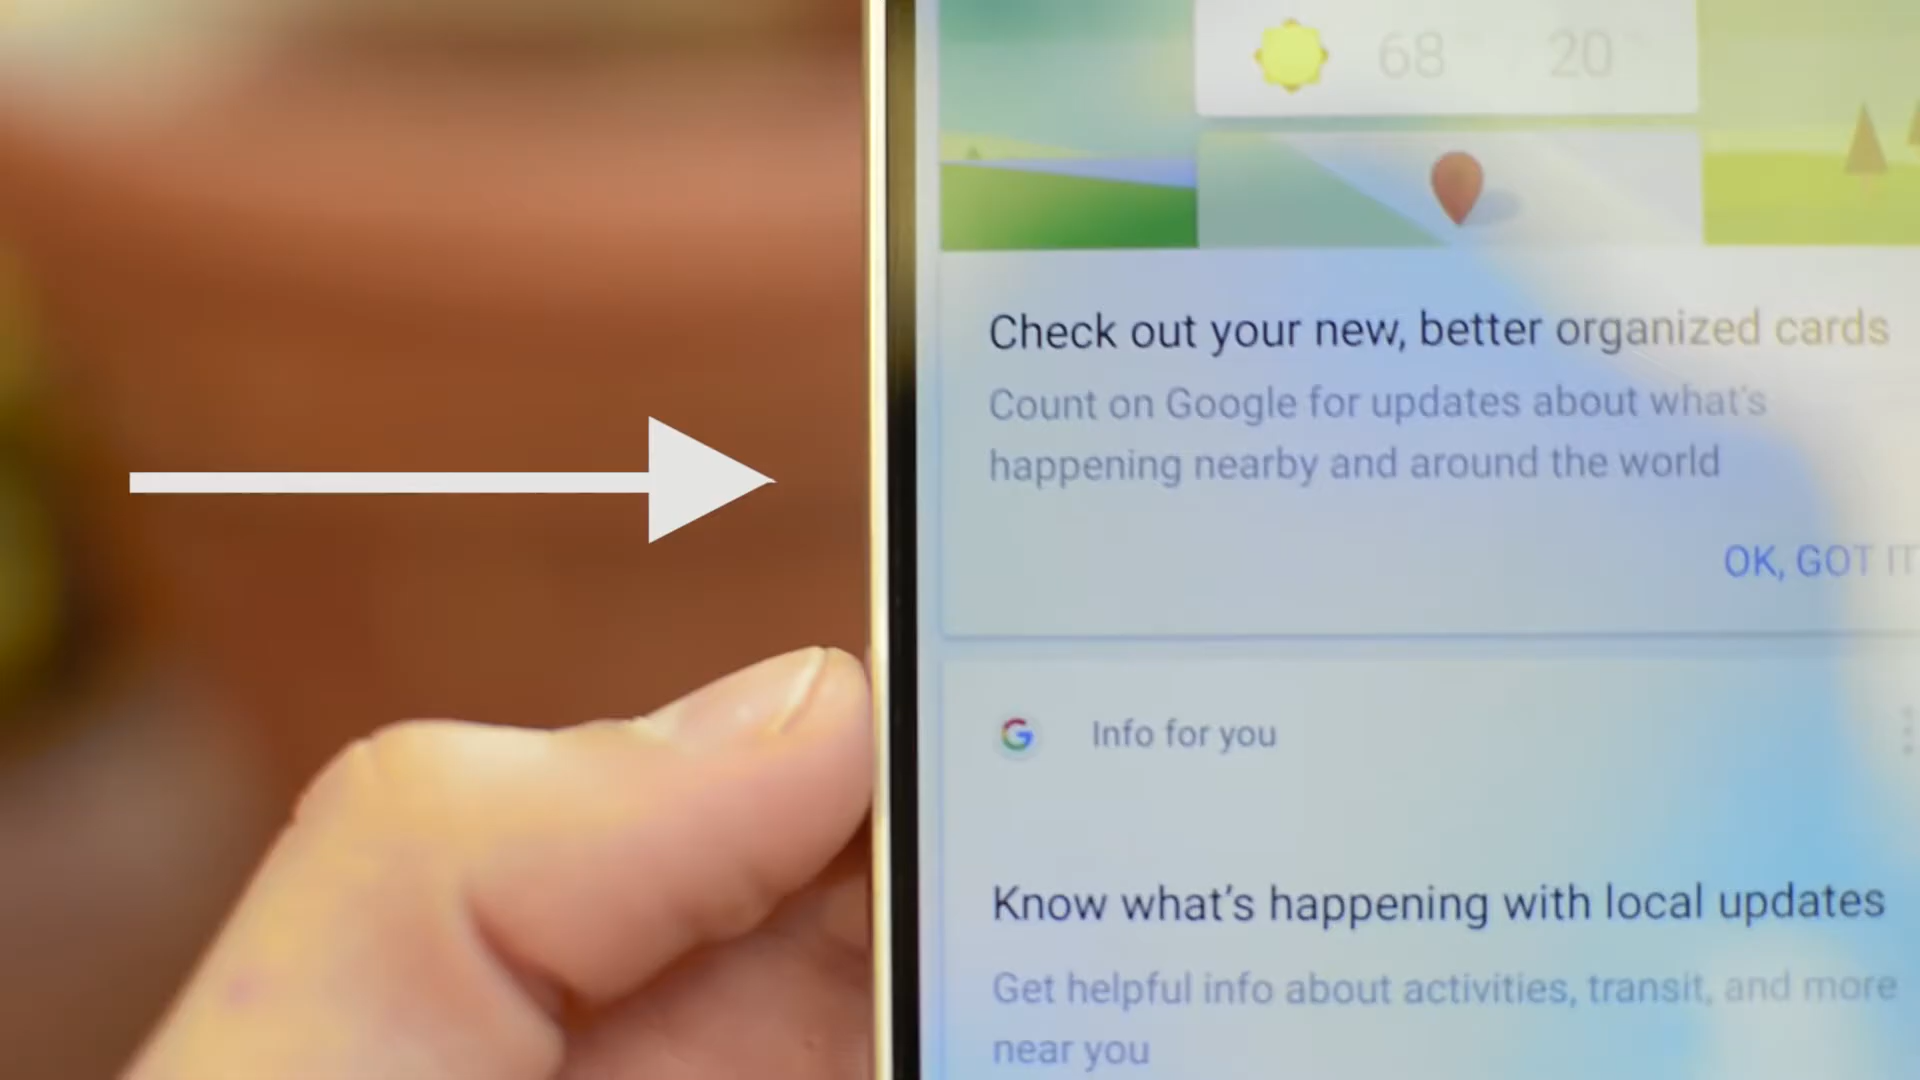 68 20
Check out your new, better organized cards
Count on Google for updates about what's
happening nearby and around the world
OK, GOT IT
G Info for you
Know what's happening with local updates
Get helpful info about activities, transit, and more
near you